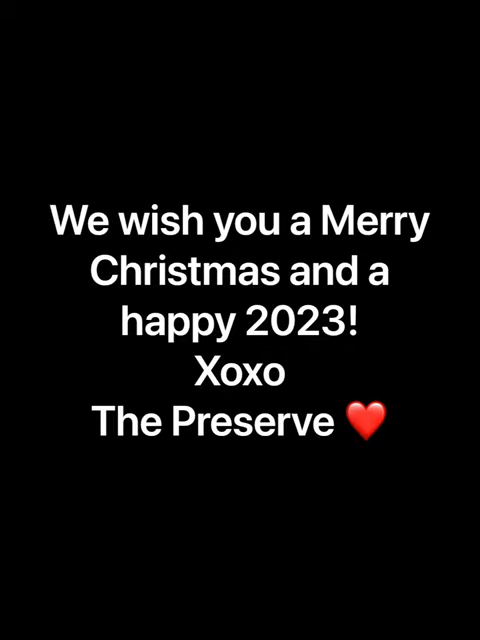 We wish you a Merry
Christmas and a
happy 2023!
Xoxo
The Preserve ❤️